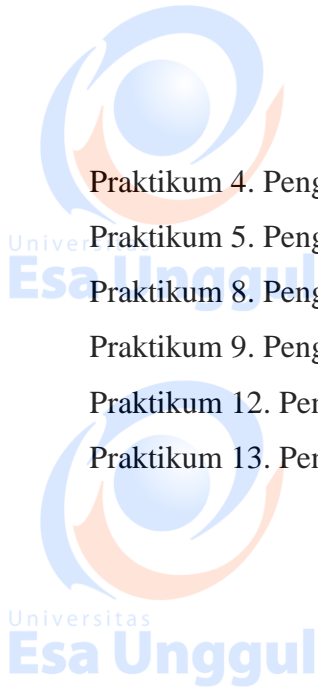 Praktikum 4. Peng
Universitas
Praktikum 5. Peng
Esa Unggul
Praktikum 8. Peng
Praktikum 9. Peng
Praktikum 12. Per
Praktikum 13. Per
Universitas
Esa Unggul